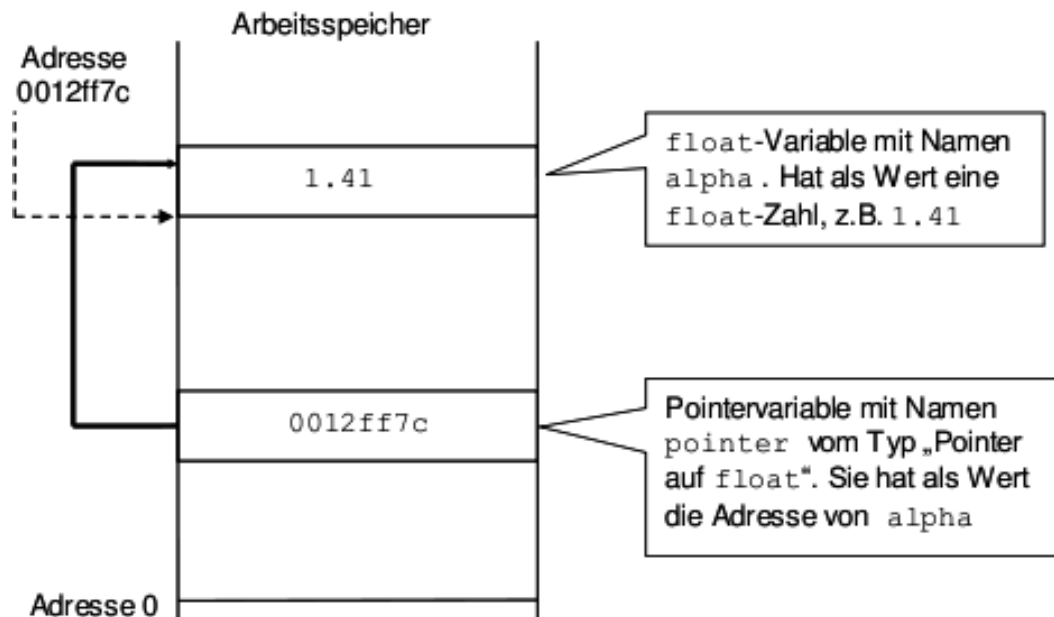 Arbeitsspeicher
Adresse
0012ff7c
1.41
float-Variable mit Namen
alpha. Hat als Wert eine
float-Zahl, z.B. 1.41
0012ff7c
Pointervariable mit Namen
pointer vom Typ „Pointer
auf float“. Sie hat als Wert
die Adresse von alpha
Adresse 0